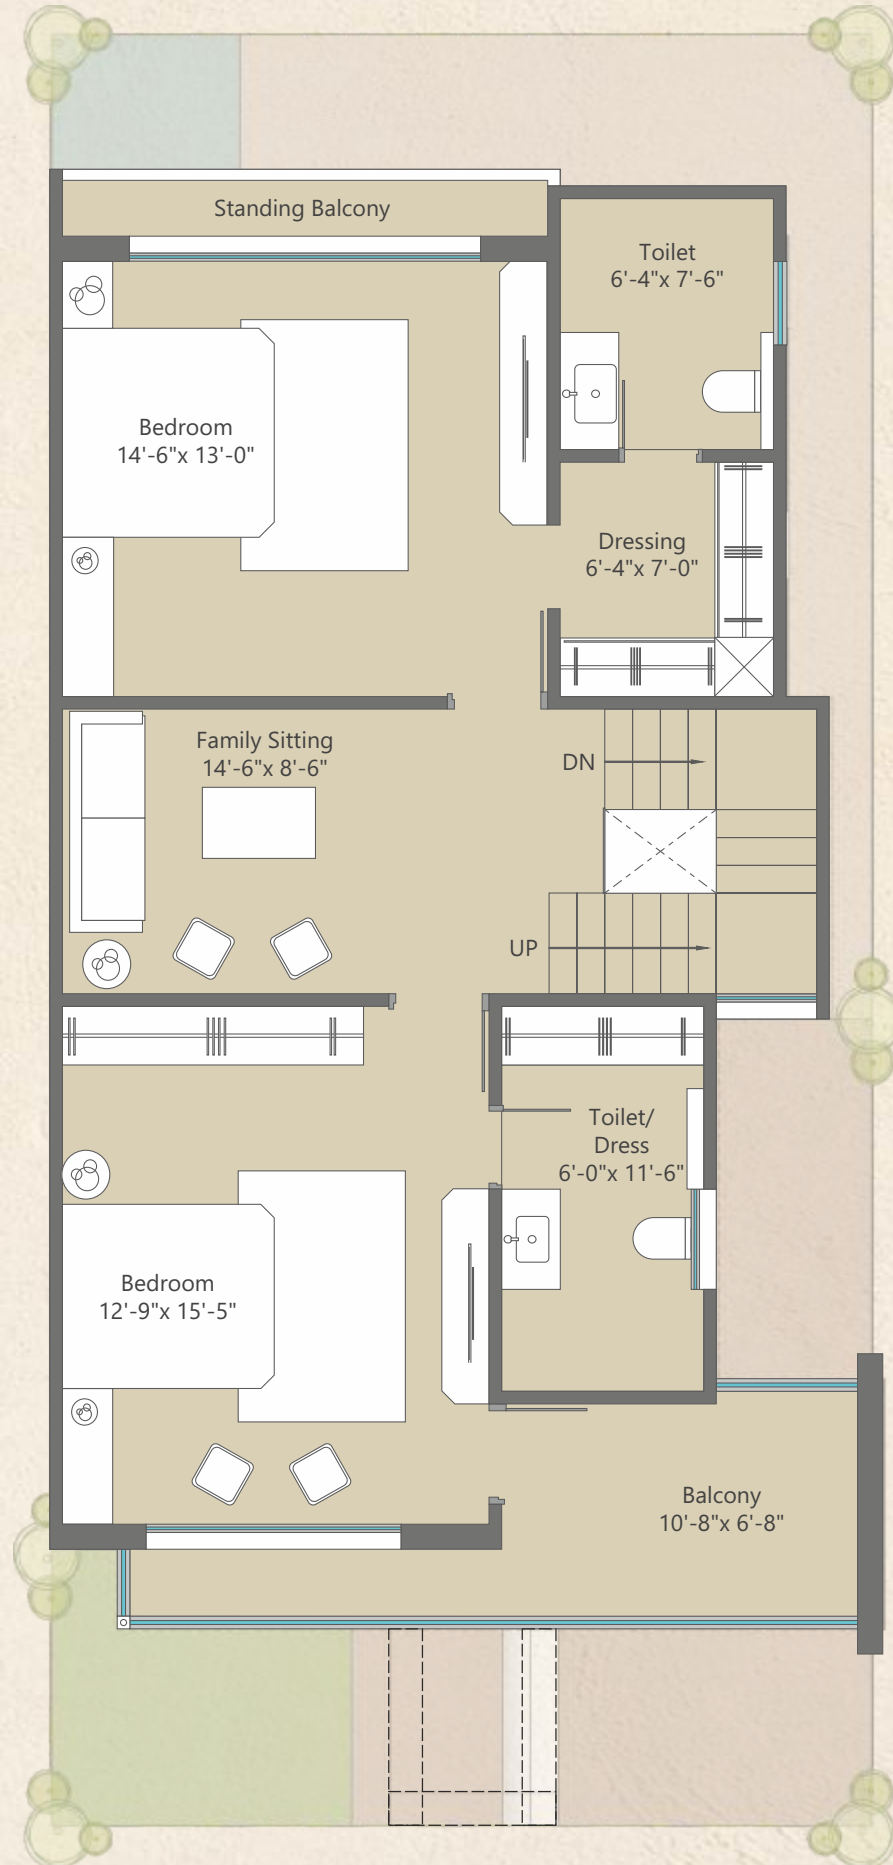 Standing Balcony
Toilet
6'-4"x 7'-6"
Bedroom
14'-6"x 13'-0"
Dressing
6'-4"x 7'-0"
Family Sitting
14'-6"x 8'-6"
DN
UP
Toilet/
Dress
6'-0"x 11'-6"
Bedroom
12'-9"x 15'-5"
Balcony
10'-8"x 6'-8"